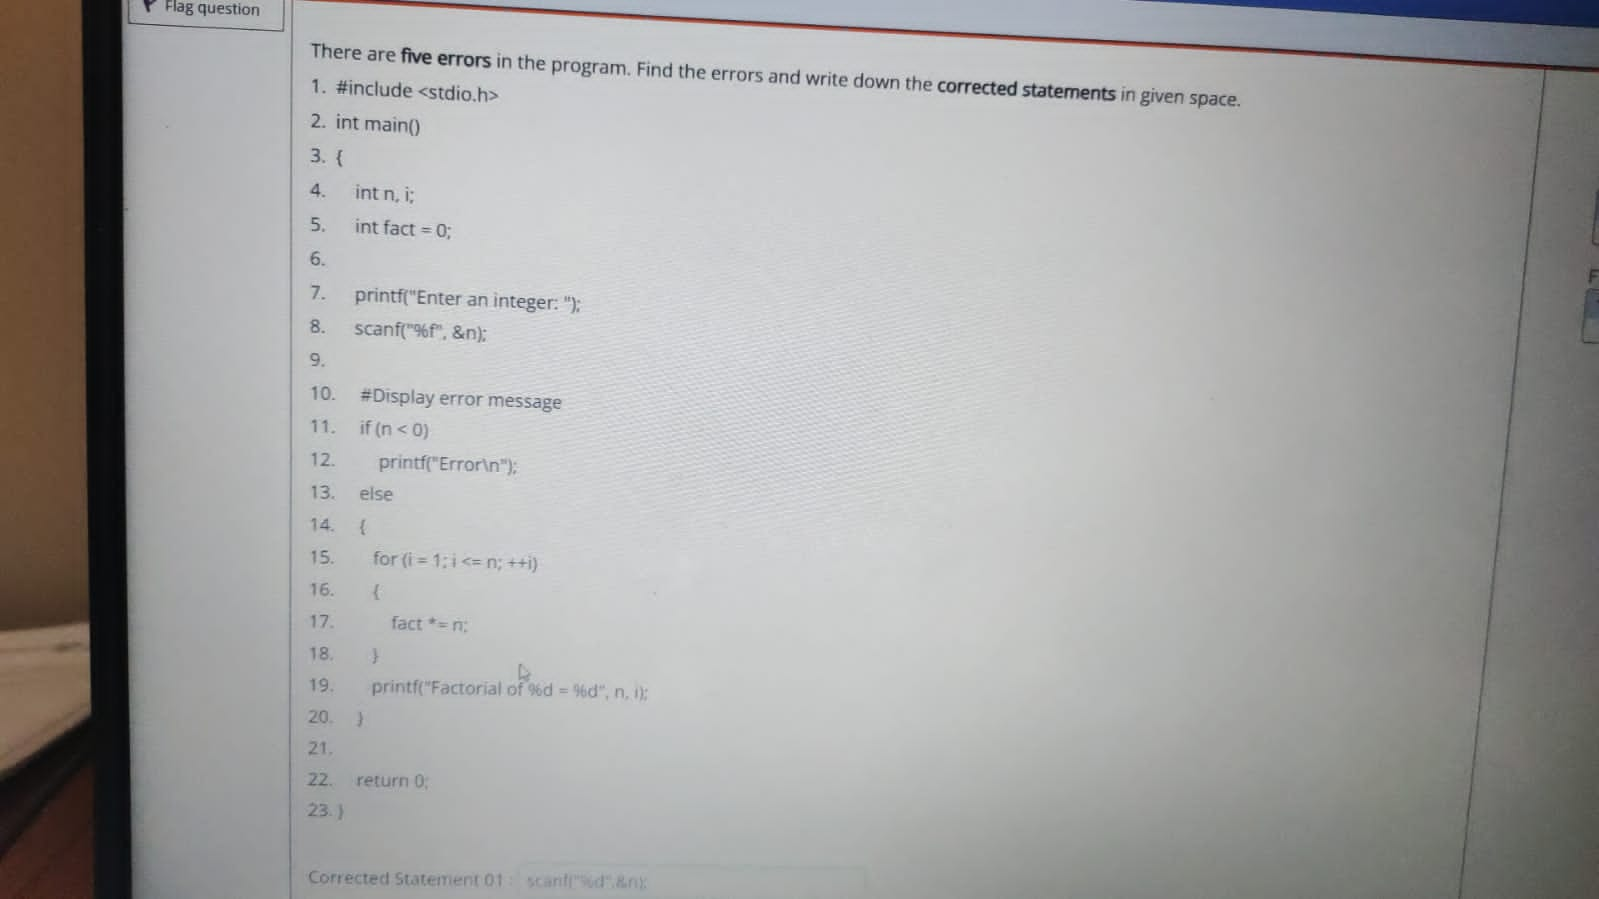 Flag question
There are five errors in the program. Find the errors and write down the corrected statements in given space.
1. #include <stdio.h>
2. int main()
3. {
4. int n, i;
5. int fact = 0;
6.
7. printf("Enter an integer: ");
8. scanf("%f", &n);
9.
10. #Display error message
11. if (n < 0)
12. printf("Error\n");
13. else
14. {
15. for (i = 1; i <= n; ++i)
16. {
17. fact *= n;
18. }
19. printf("Factorial of %d = %d", n, i);
20. }
21.
22. return 0;
23. }
Corrected Statement 01 : scanf("%d",&n);